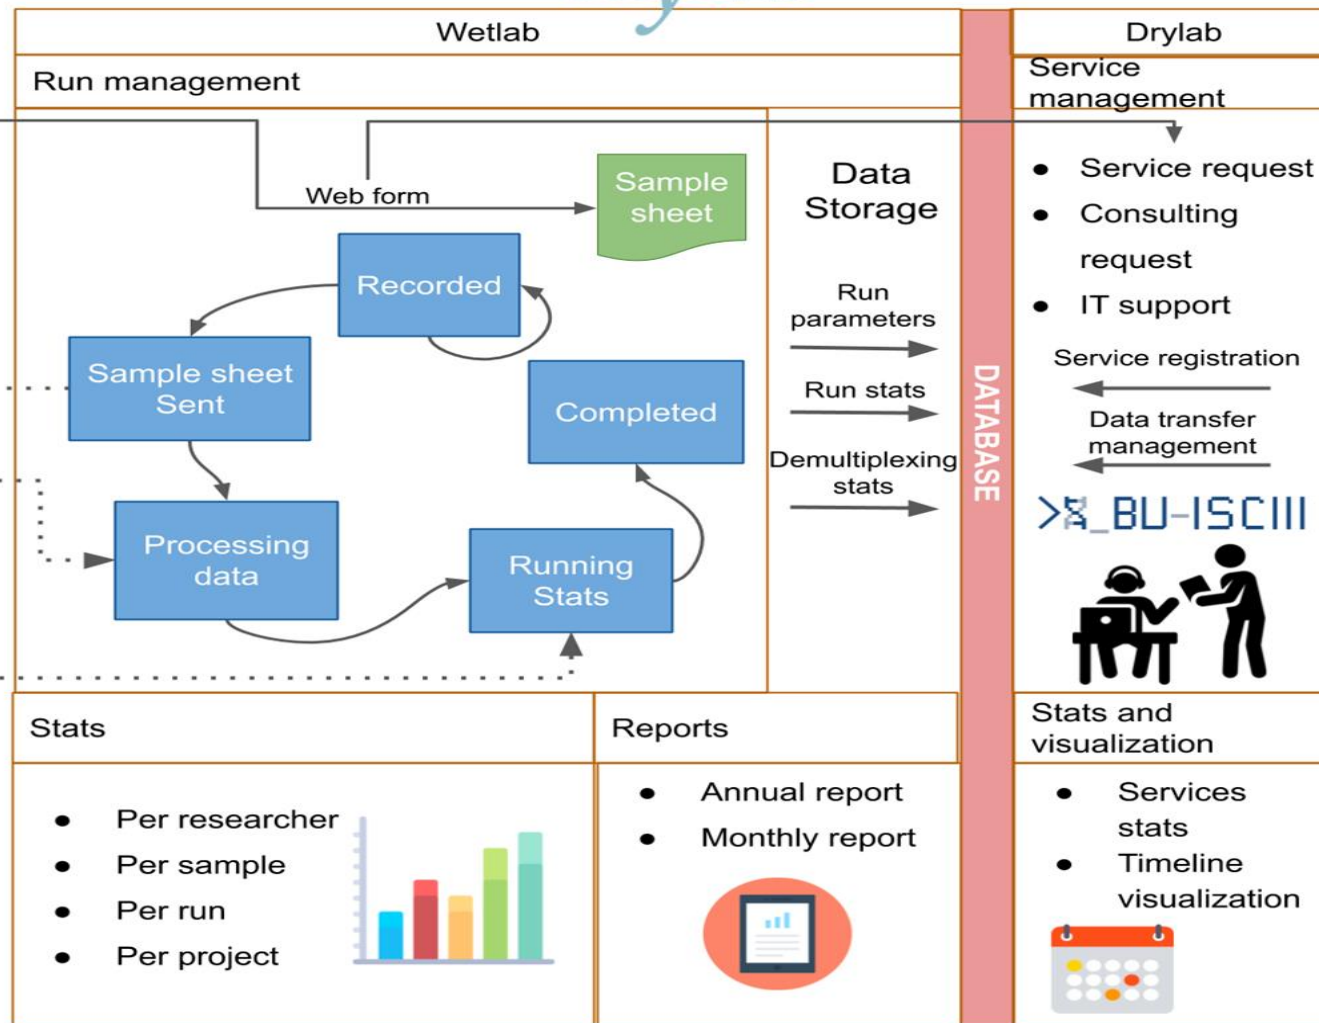 y
Wetlab
Drylab
Run management
Service
management
Web form
Sample
sheet
Recorded
Sample sheet
Sent
Completed
Processing
data
Running
Stats
Data
Storage
Run
parameters
Run stats
Demultiplexing
stats
DATABASE
● Service request
● Consulting
request
● IT support
Service registration
Data transfer
management
_BU-ISCIII
Stats
● Per researcher
● Per sample
● Per run
● Per project
Reports
● Annual report
● Monthly report
Stats and
visualization
● Services
stats
● Timeline
visualization